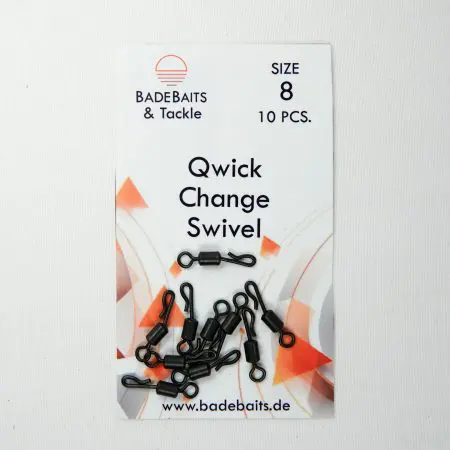 BADEBAITS
& Tackle
SIZE
8
10 PCS.
Qwick
Change
Swivel
www.badebaits.de